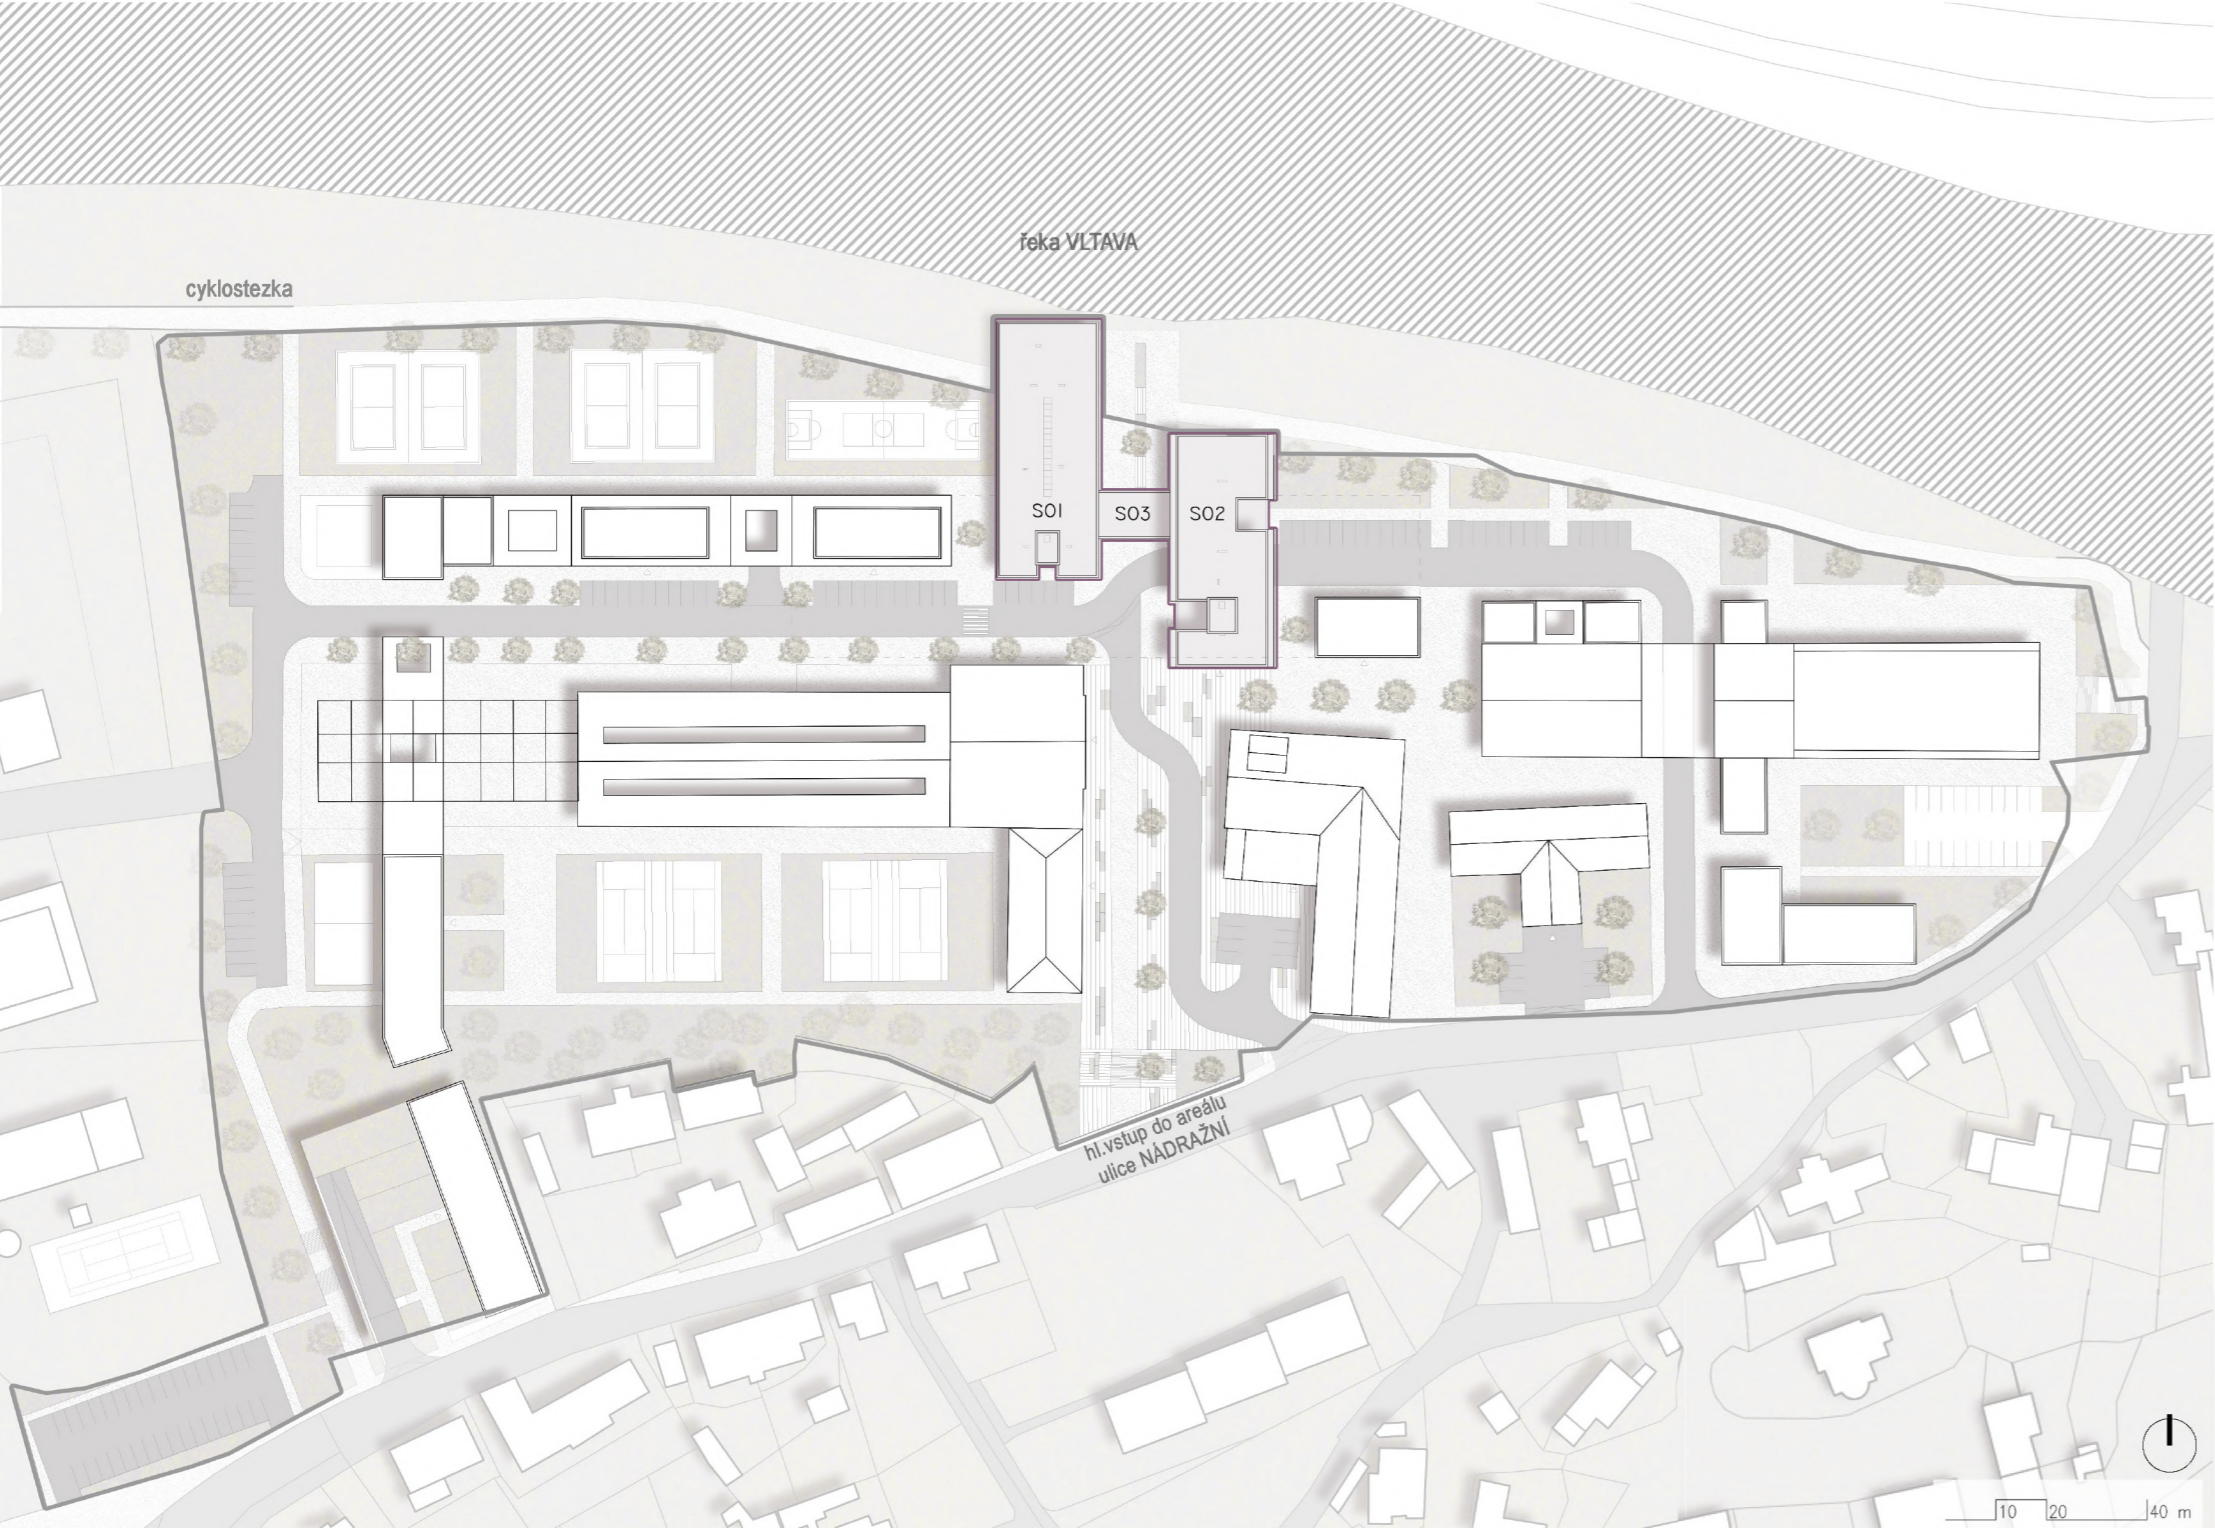 řeka VLTAVA
cyklostezka
SO1
SO3
SO2
hl.vstup do areálu
ulice NÁDRAŽNÍ
10 20 40 m